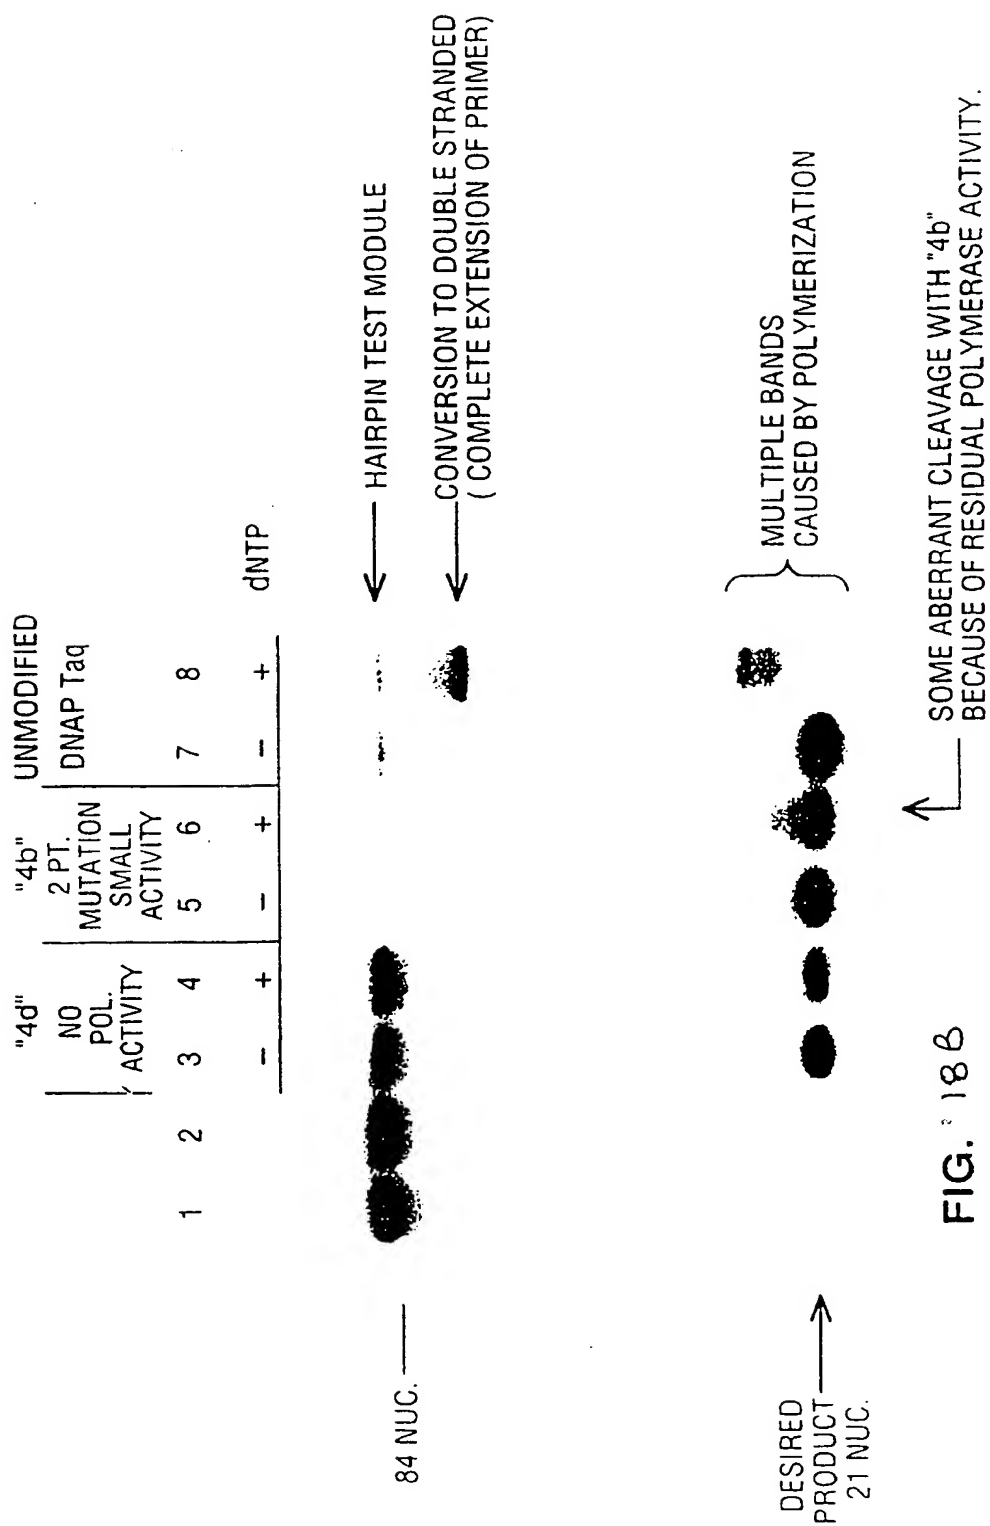 "4d"
NO
POL.
ACTIVITY
"4b"
2 PT.
MUTATION
SMALL
ACTIVITY
UNMODIFIED
DNAP Taq
1 2 3 4 5 6 7 8
− + − + − + dNTP
84 NUC.
HAIRPIN TEST MODULE
CONVERSION TO DOUBLE STRANDED
( COMPLETE EXTENSION OF PRIMER)
DESIRED
PRODUCT
21 NUC.
MULTIPLE BANDS
CAUSED BY POLYMERIZATION
SOME ABERRANT CLEAVAGE WITH "4b"
BECAUSE OF RESIDUAL POLYMERASE ACTIVITY.
FIG. 18B